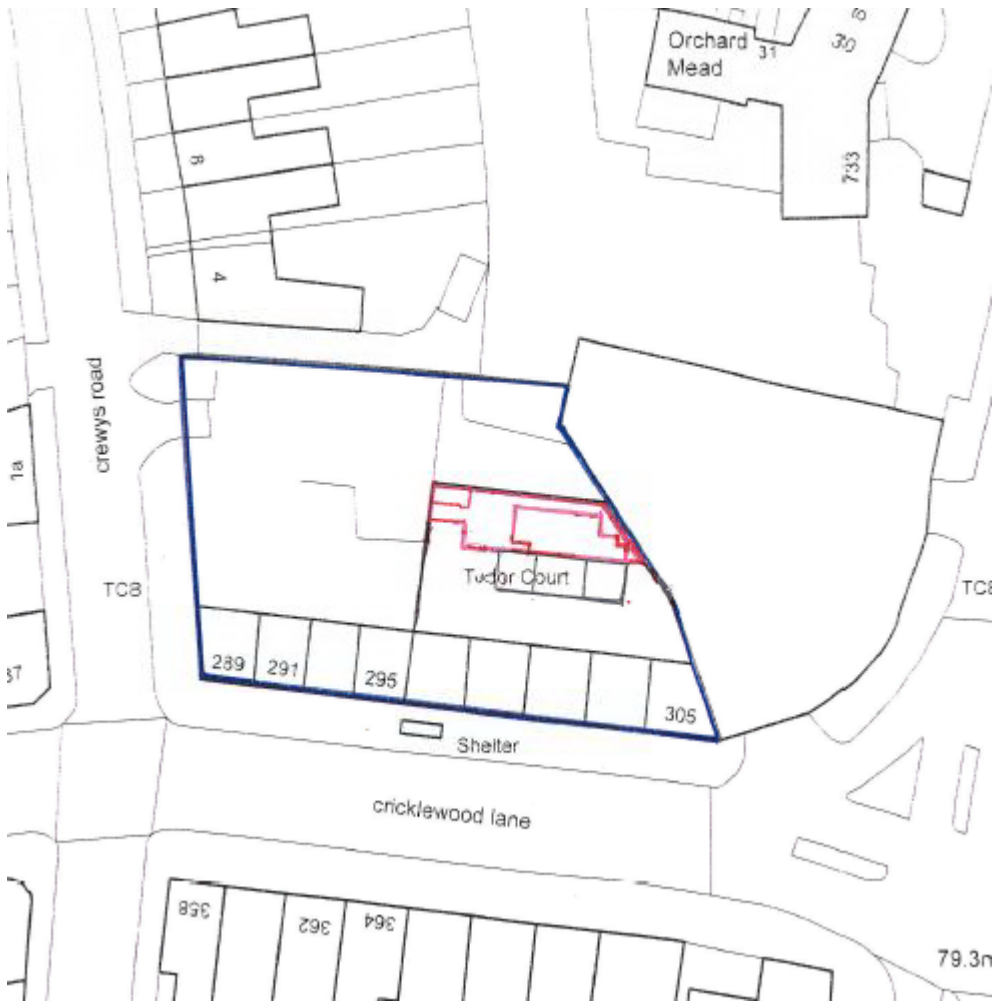 Orchard
Mead
31
30
8
733
8
4
crewys road
1a
TCB
Tudor Court
TCB
37
289
291
295
305
Shelter
cricklewood lane
358
362
364
79.3m